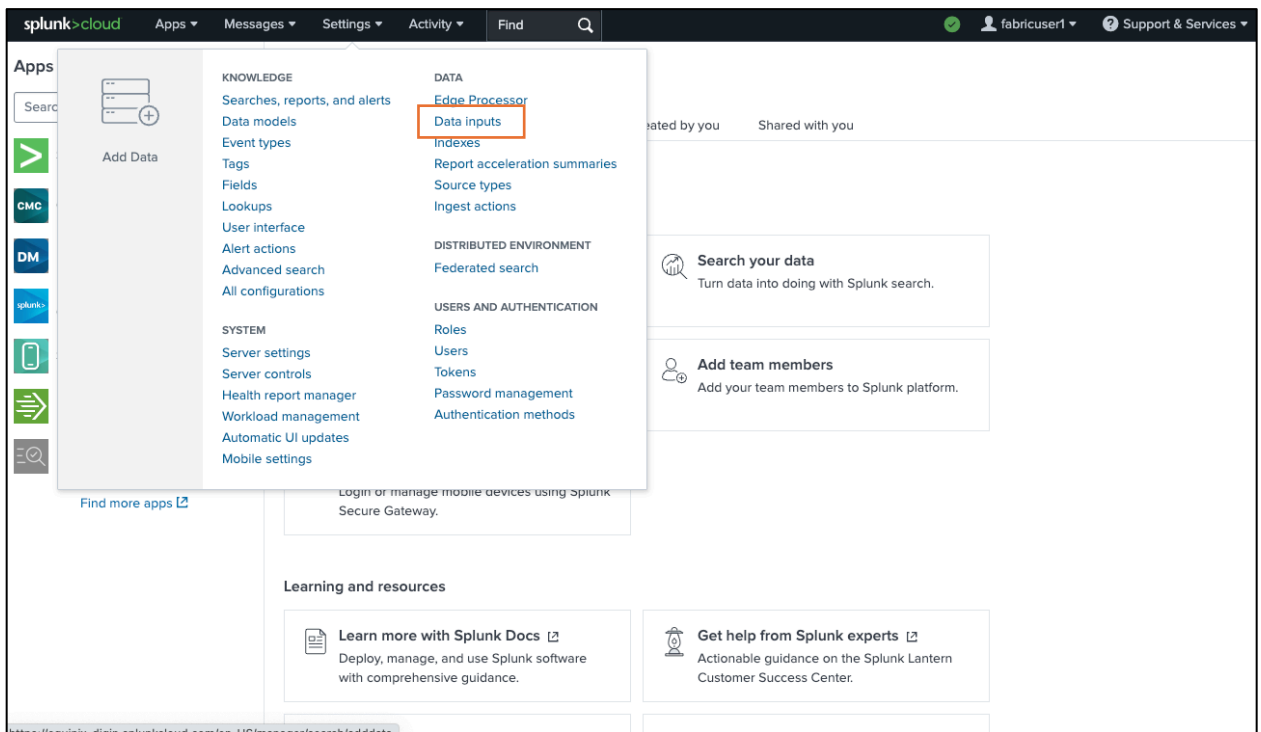 splunk>cloud Apps Messages Settings Activity Find fabricuser1 Support & Services
Apps
Searc
CMC
DM
splunk>
Add Data
KNOWLEDGE
Searches, reports, and alerts
Data models
Event types
Tags
Fields
Lookups
User interface
Alert actions
Advanced search
All configurations
SYSTEM
Server settings
Server controls
Health report manager
Workload management
Automatic UI updates
Mobile settings
DATA
Edge Processor
Data inputs
Indexes
Report acceleration summaries
Source types
Ingest actions
DISTRIBUTED ENVIRONMENT
Federated search
USERS AND AUTHENTICATION
Roles
Users
Tokens
Password management
Authentication methods
eated by you Shared with you
Search your data
Turn data into doing with Splunk search.
Add team members
Add your team members to Splunk platform.
Find more apps
Login or manage mobile devices using Splunk
Secure Gateway.
Learning and resources
Learn more with Splunk Docs
Deploy, manage, and use Splunk software
with comprehensive guidance.
Get help from Splunk experts
Actionable guidance on the Splunk Lantern
Customer Success Center.